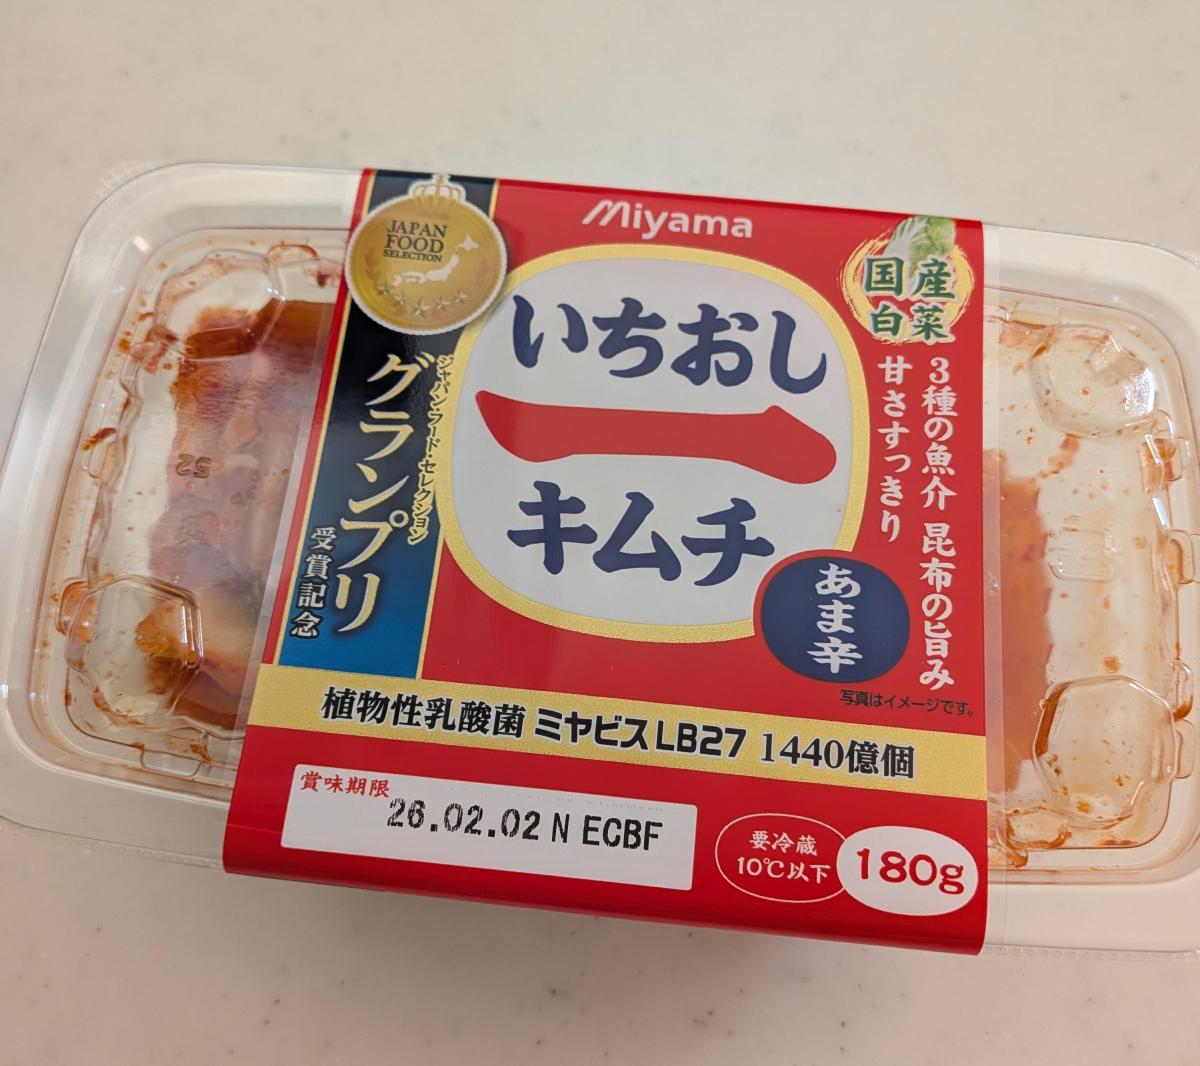 Miyama
JAPAN
FOOD
SELECTION
ジャパン・フード・セレクション
グランプリ
受賞記念
いちおし
一
キムチ
あま辛
国産
白菜
3種の魚介 昆布の旨み
甘さすっきり
写真はイメージです。
植物性乳酸菌 ミヤビスLB27 1440億個
賞味期限
26.02.02 N ECBF
要冷蔵
10℃以下
180g
52